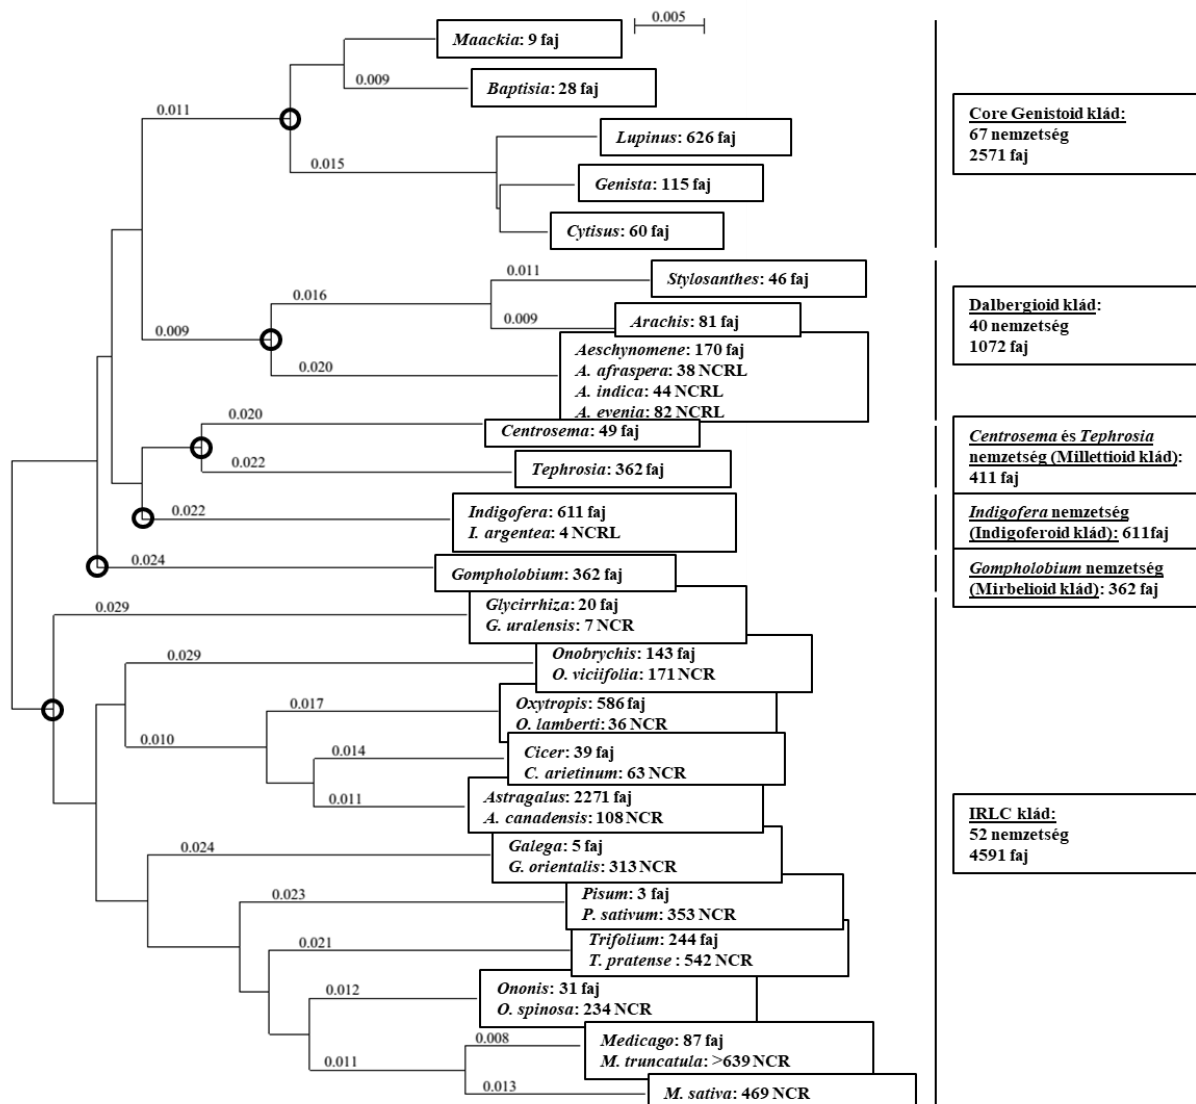 0.005
Maackia: 9 faj
0.009
Baptisia: 28 faj
0.011
Lupinus: 626 faj
0.015
Genista: 115 faj
Cytisus: 60 faj
Core Genistoid klád:
67 nemzetség
2571 faj
0.011
Stylosanthes: 46 faj
0.016
0.009
Arachis: 81 faj
0.009
0.020
Aeschynomene: 170 faj
A. afraspera: 38 NCRL
A. indica: 44 NCRL
A. evenia: 82 NCRL
Dalbergioid klád:
40 nemzetség
1072 faj
0.020
Centrosema: 49 faj
0.022
Tephrosia: 362 faj
Centrosema és Tephrosia
nemzetség (Millettioid klád):
411 faj
0.022
Indigofera: 611 faj
I. argentea: 4 NCRL
Indigofera nemzetség
(Indigoferoid klád): 611faj
0.024
Gompholobium: 362 faj
Gompholobium nemzetség
(Mirbelioid klád): 362 faj
0.029
Glycirrhiza: 20 faj
G. uralensis: 7 NCR
0.029
Onobrychis: 143 faj
O. viciifolia: 171 NCR
0.017
Oxytropis: 586 faj
O. lamberti: 36 NCR
0.010
0.014
Cicer: 39 faj
C. arietinum: 63 NCR
0.011
Astragalus: 2271 faj
A. canadensis: 108 NCR
0.024
Galega: 5 faj
G. orientalis: 313 NCR
0.023
Pisum: 3 faj
P. sativum: 353 NCR
0.021
Trifolium: 244 faj
T. pratense : 542 NCR
0.012
Ononis: 31 faj
O. spinosa: 234 NCR
0.011
0.008
Medicago: 87 faj
M. truncatula: >639 NCR
0.013
M. sativa: 469 NCR
IRLC klád:
52 nemzetség
4591 faj